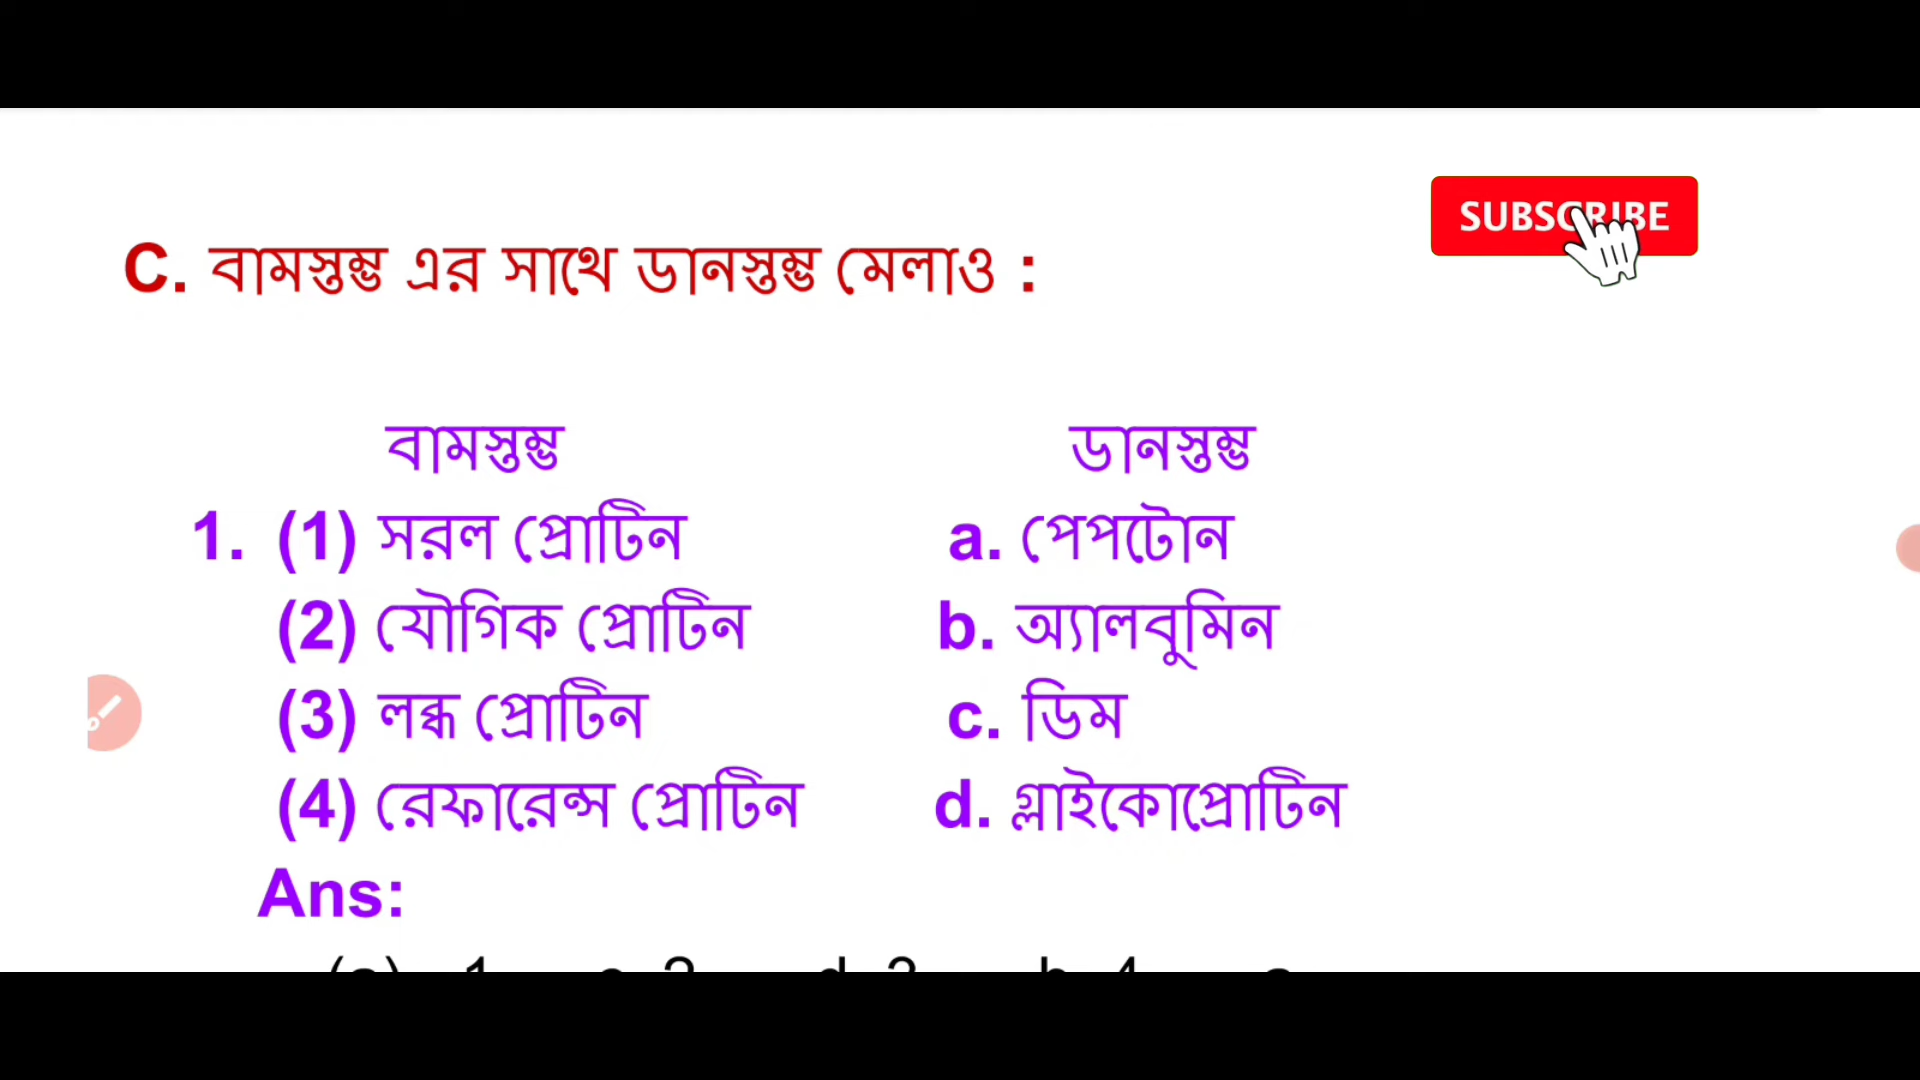 SUBSCRIBE
C. বামস্তম্ভ এর সাথে ডানস্তম্ভ মেলাও :
বামস্তম্ভ ডানস্তম্ভ
1. (1) সরল প্রোটিন a. পেপটোন
(2) যৌগিক প্রোটিন b. অ্যালবুমিন
(3) লব্ধ প্রোটিন c. ডিম
(4) রেফারেন্স প্রোটিন d. গ্লাইকোপ্রোটিন
Ans: